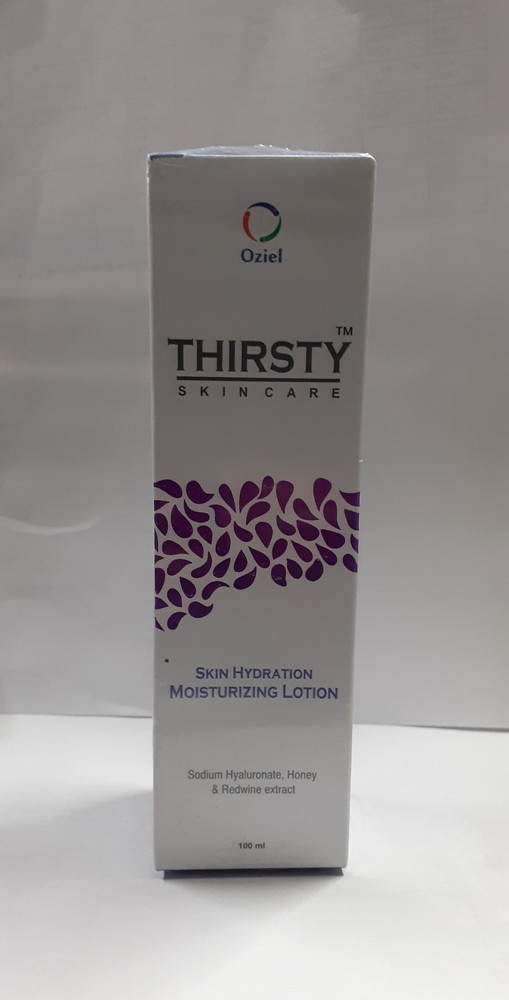 Oziel
THIRSTY™
SKIN CARE
SKIN HYDRATION
MOISTURIZING LOTION
Sodium Hyaluronate, Honey
& Redwine extract
100 ml